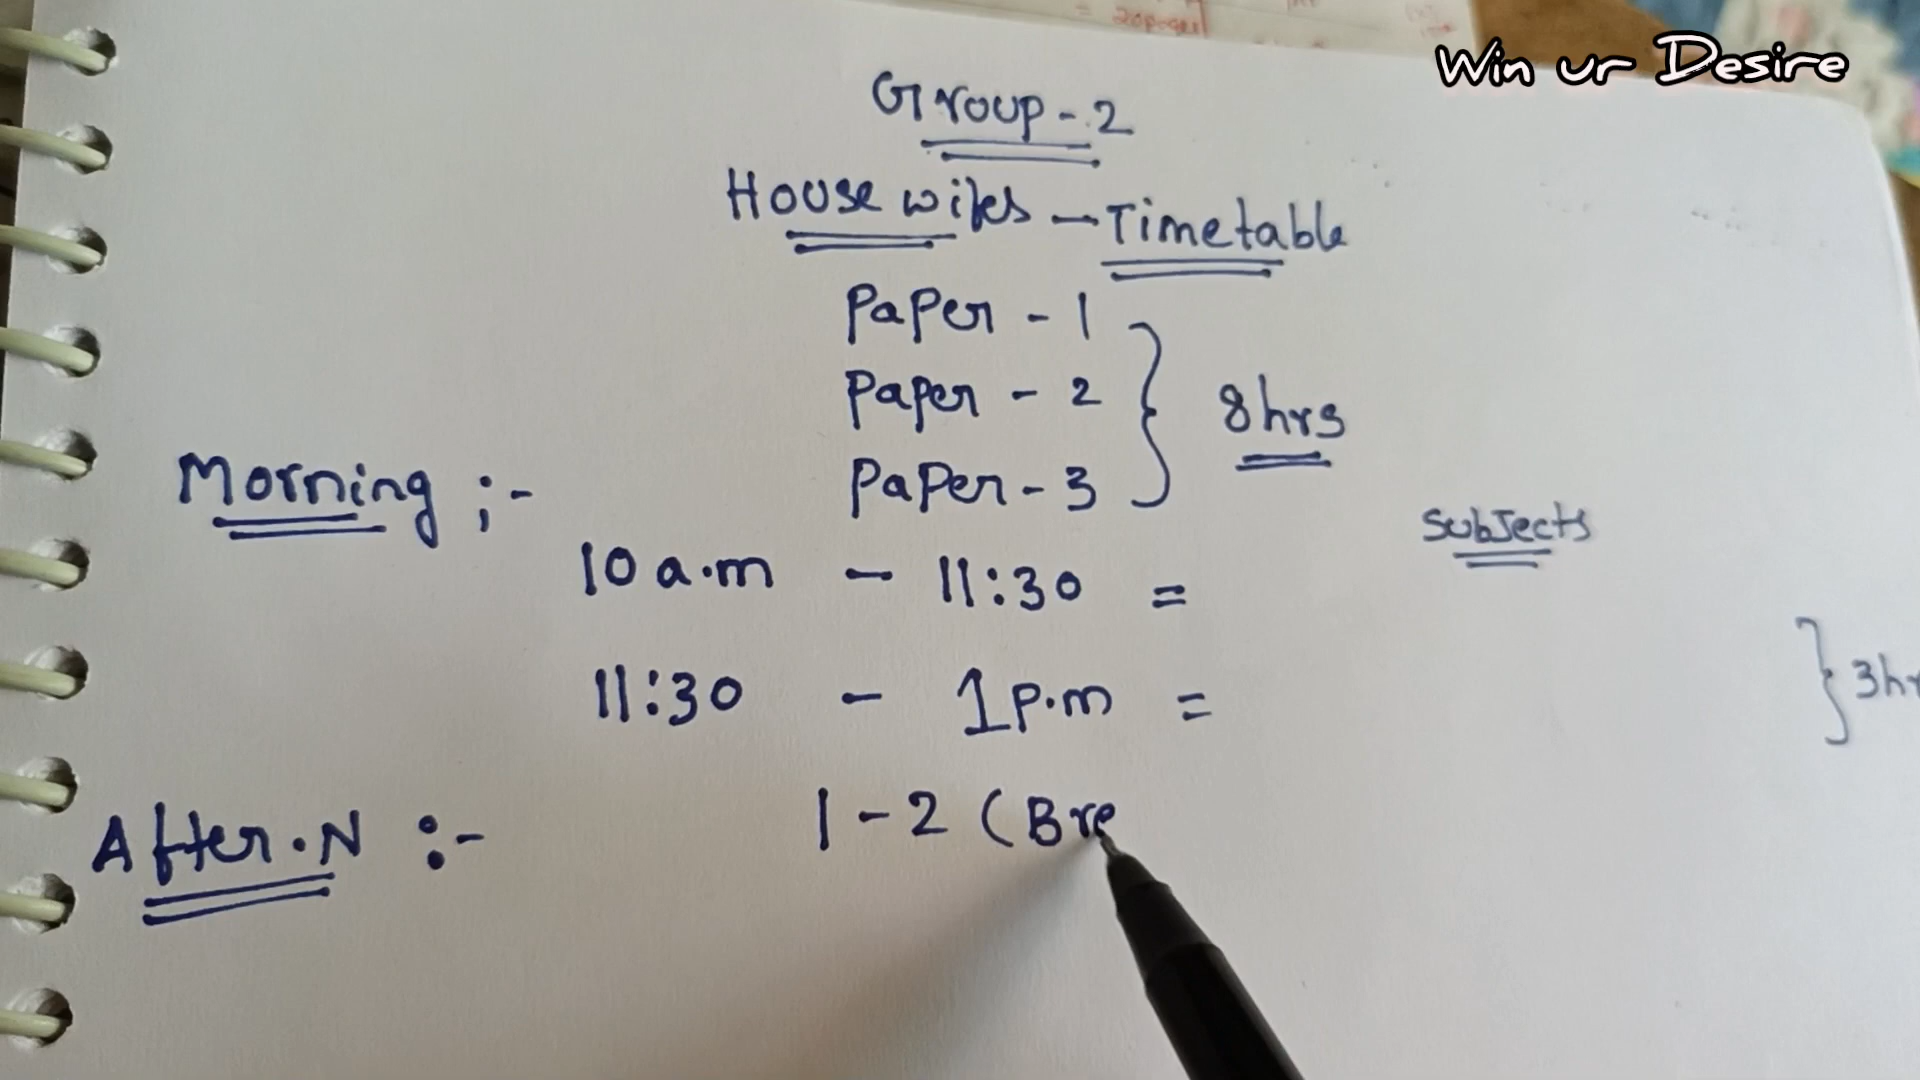 Win ur Desire
Group - 2
House wifes - Timetable
Paper - 1
Paper - 2
Paper - 3
8hrs
Morning ;-
Subjects
10 a.m - 11:30 =
11:30 - 1 p.m =
3hr
After.N :-
1 - 2 (Bre